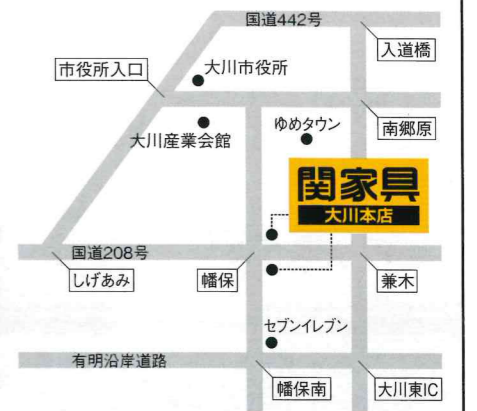 国道442号
入道橋
市役所入口
大川市役所
大川産業会館
ゆめタウン
南郷原
関家具
大川本店
国道208号
しげあみ
幡保
兼木
セブンイレブン
有明沿岸道路
幡保南
大川東IC